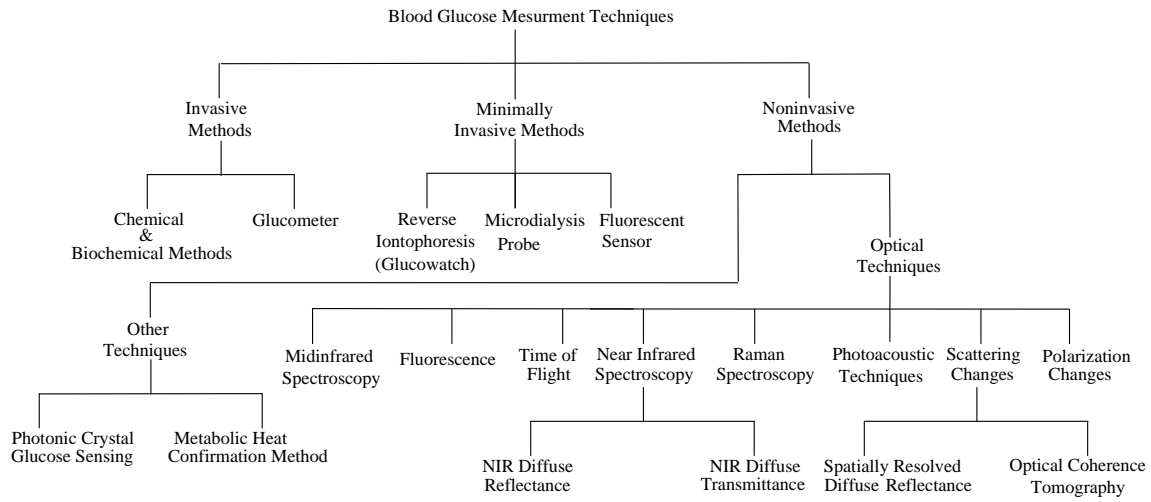 Blood Glucose Mesurment Techniques
Invasive
Methods
Minimally
Invasive Methods
Noninvasive
Methods
Chemical
&
Biochemical Methods
Glucometer
Reverse
Iontophoresis
(Glucowatch)
Microdialysis
Probe
Fluorescent
Sensor
Optical
Techniques
Other
Techniques
Midinfrared
Spectroscopy
Fluorescence
Time of
Flight
Near Infrared
Spectroscopy
Raman
Spectroscopy
Photoacoustic
Techniques
Scattering
Changes
Polarization
Changes
Photonic Crystal
Glucose Sensing
Metabolic Heat
Confirmation Method
NIR Diffuse
Reflectance
NIR Diffuse
Transmittance
Spatially Resolved
Diffuse Reflectance
Optical Coherence
Tomography